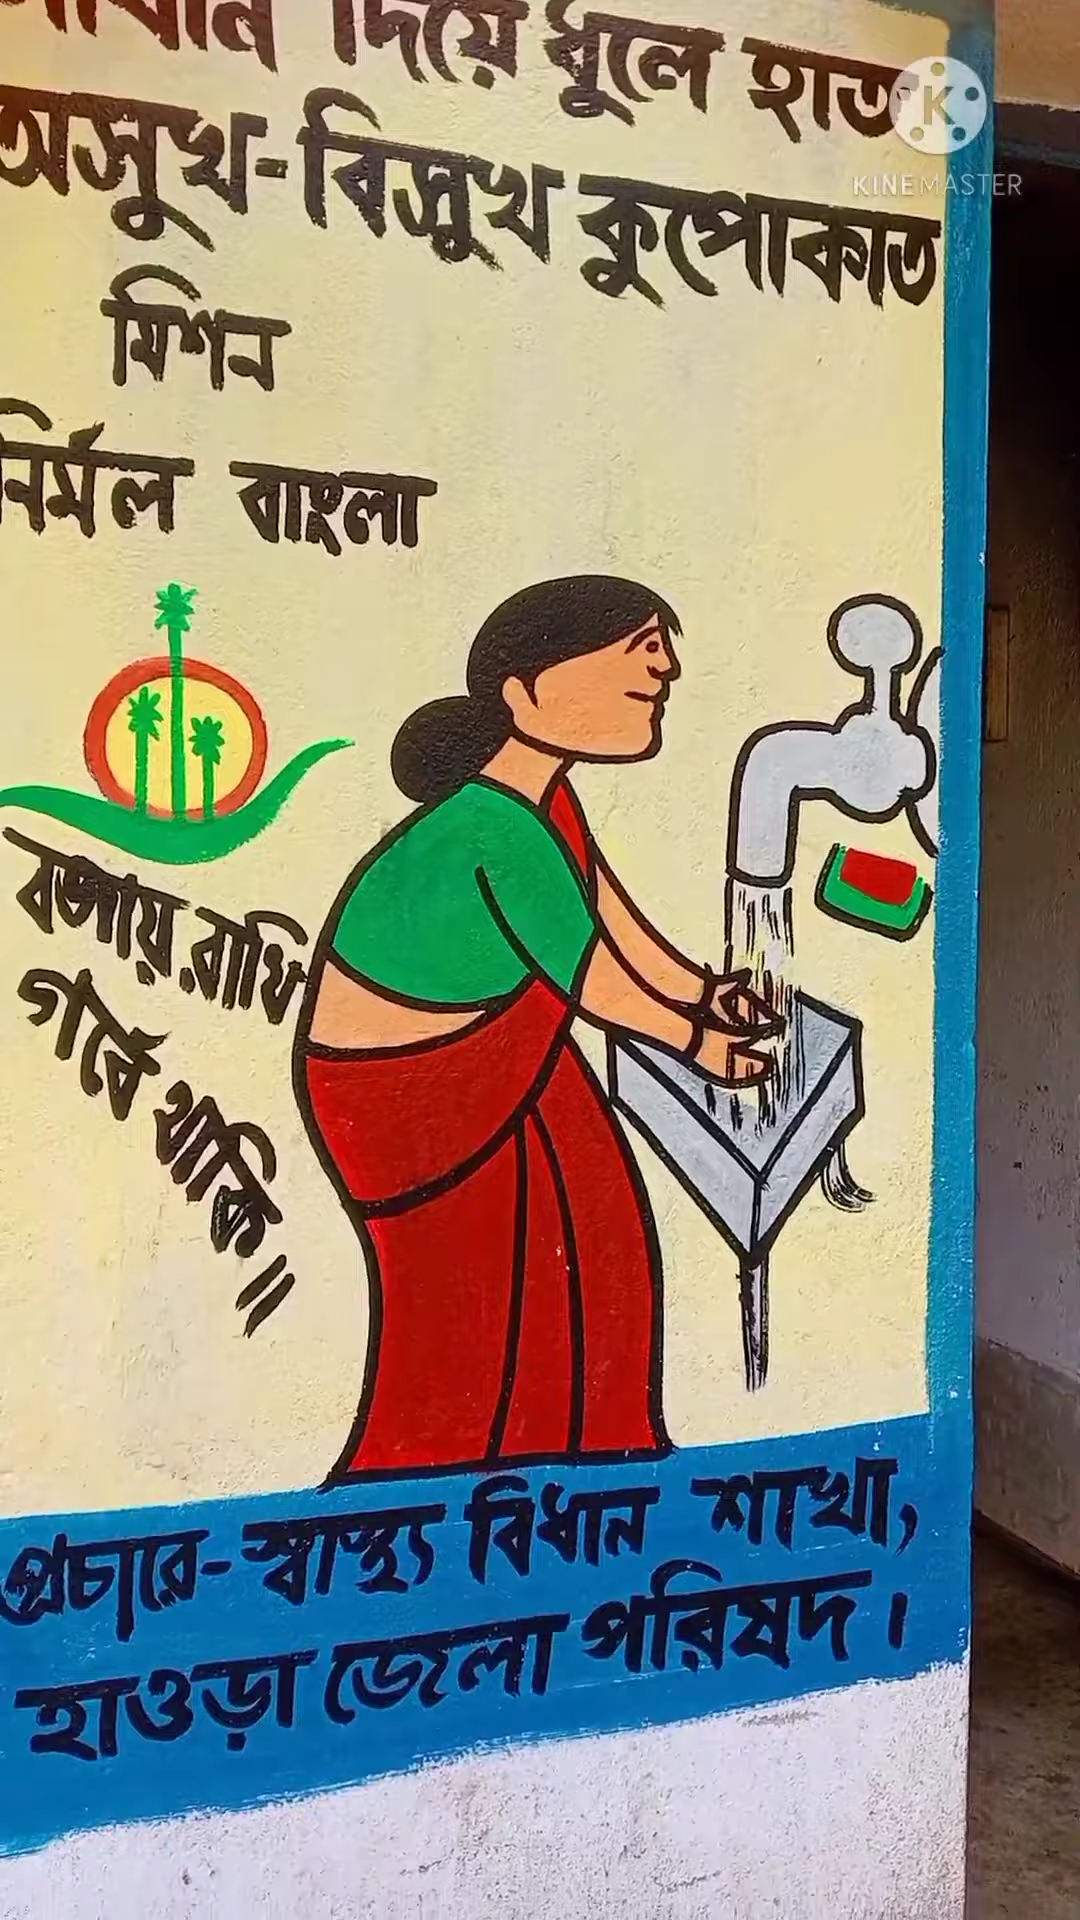 সাবান দিয়ে ধুলে হাত
অসুখ-বিসুখ কুপোকাত
মিশন
নির্মল বাংলা
বজায় রাখি
গর্বে থাকি॥
প্রচারে-স্বাস্থ্য বিধান শাখা,
হাওড়া জেলা পরিষদ।
K
KINEMASTER